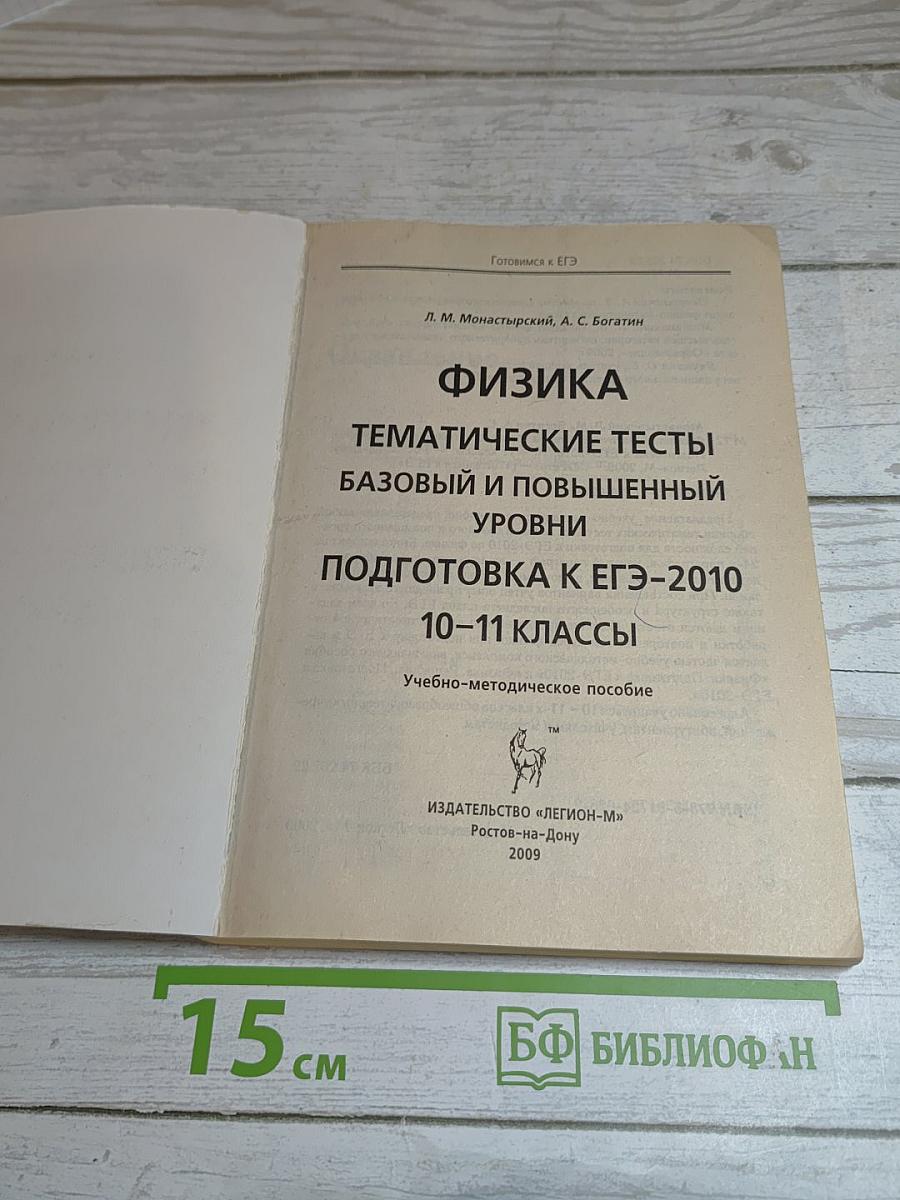 Готовимся к ЕГЭ
Л. М. Монастырский, А. С. Богатин
ФИЗИКА
ТЕМАТИЧЕСКИЕ ТЕСТЫ
БАЗОВЫЙ И ПОВЫШЕННЫЙ
УРОВНИ
ПОДГОТОВКА К ЕГЭ–2010
10–11 КЛАССЫ
Учебно-методическое пособие
™
ИЗДАТЕЛЬСТВО «ЛЕГИОН-М»
Ростов-на-Дону
2009
15 см
БФ